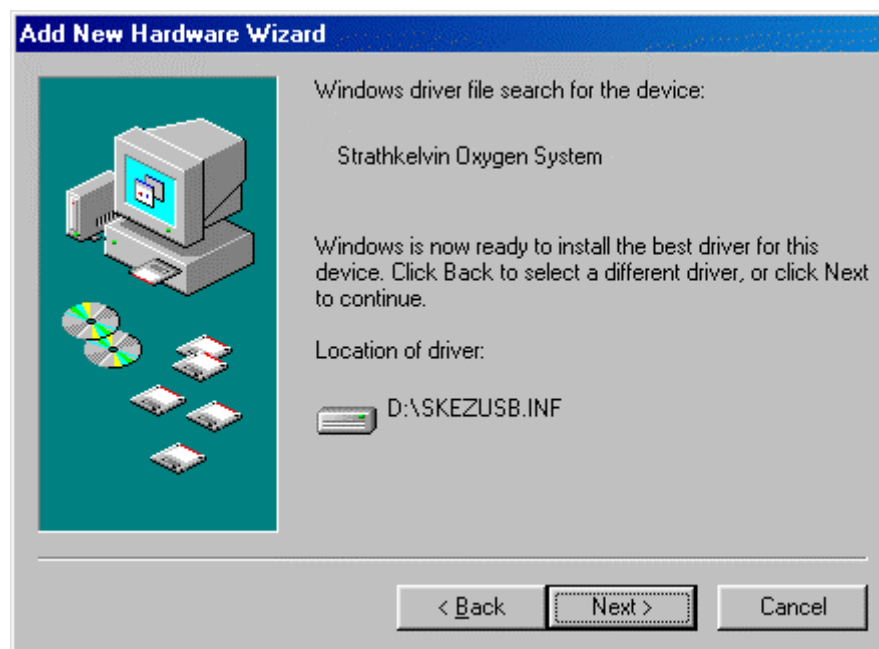 Add New Hardware Wizard
Windows driver file search for the device:
Strathkelvin Oxygen System
Windows is now ready to install the best driver for this
device. Click Back to select a different driver, or click Next
to continue.
Location of driver:
D:\SKEZUSB.INF
< Back Next > Cancel